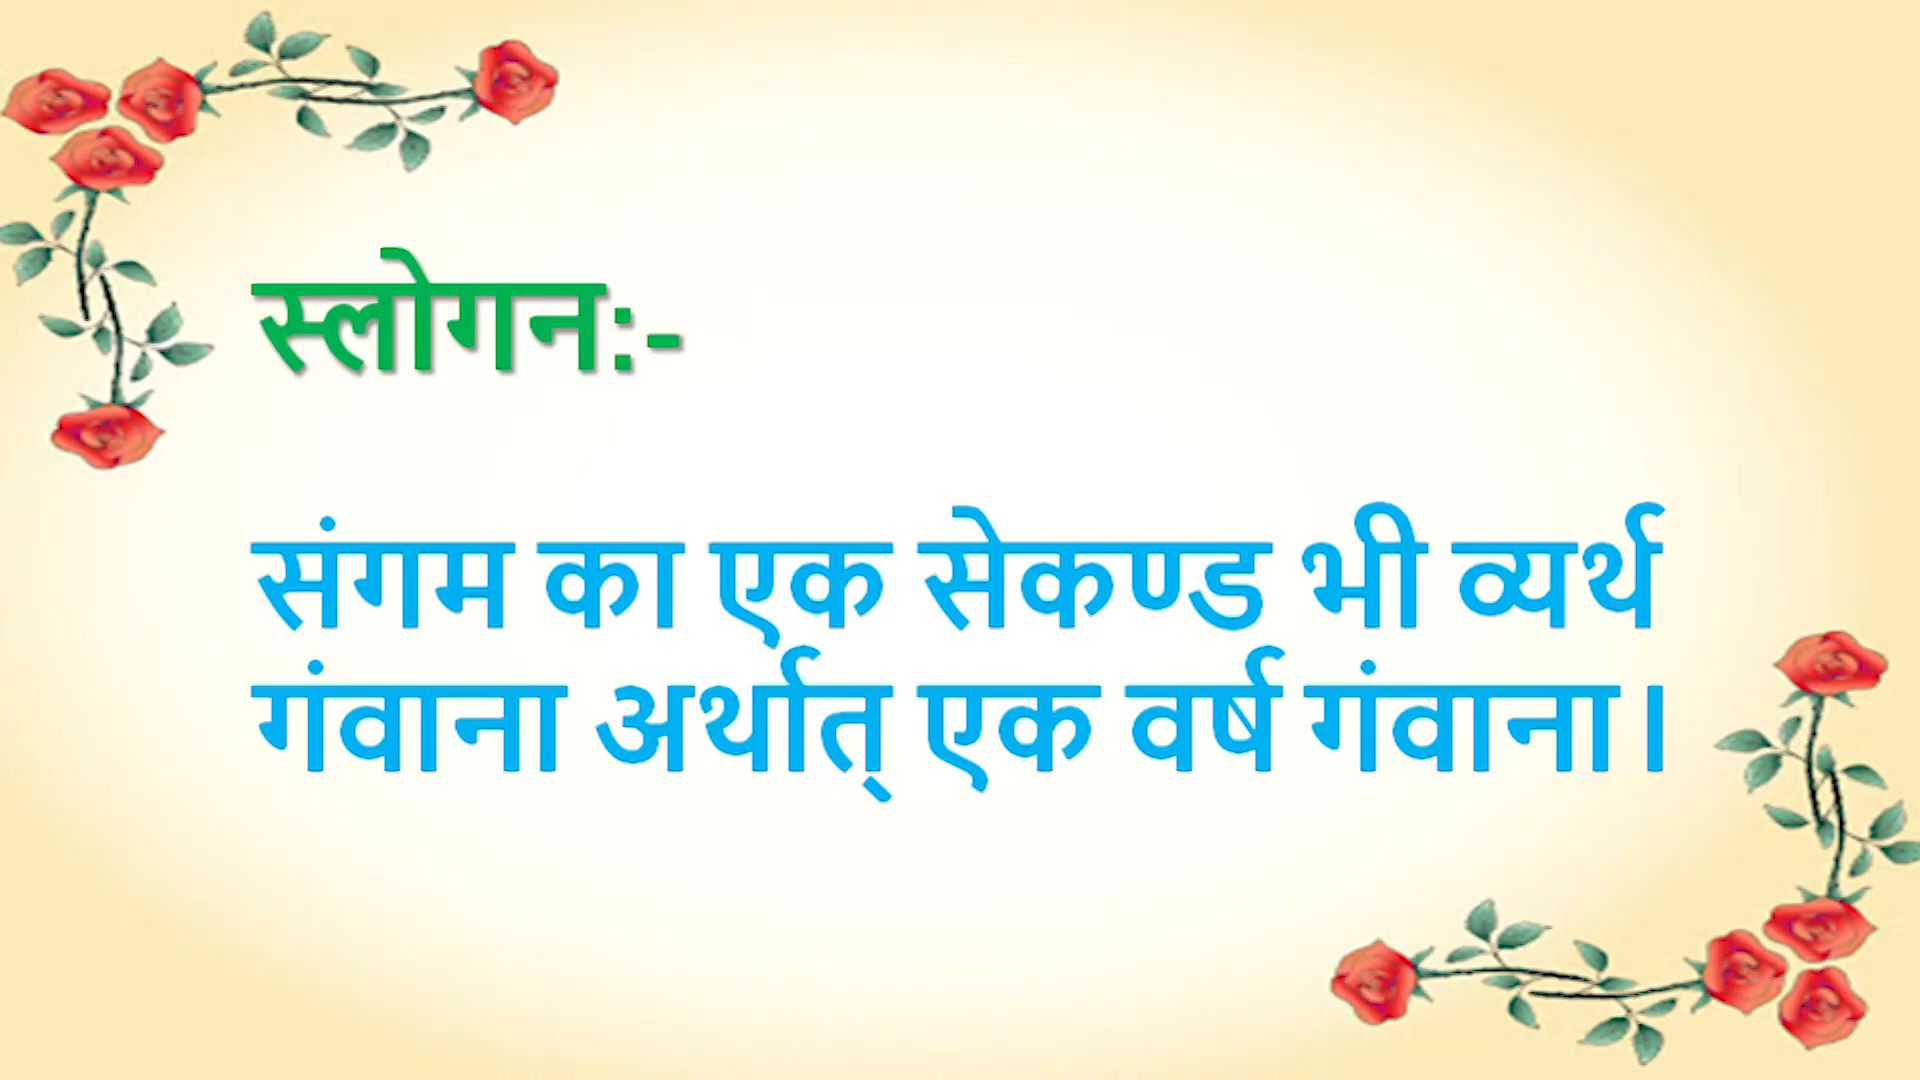 स्लोगन:-
संगम का एक सेकण्ड भी व्यर्थ
गंवाना अर्थात् एक वर्ष गंवाना।